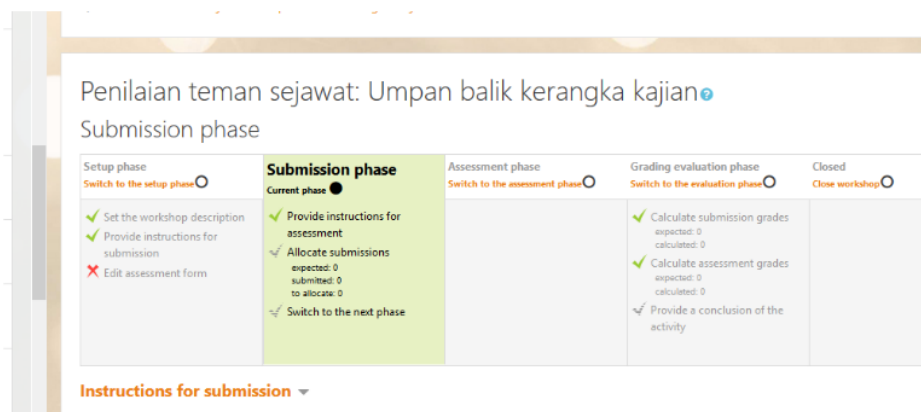 Penilaian teman sejawat: Umpan balik kerangka kajian
Submission phase
Setup phase
Switch to the setup phase
Set the workshop description
Provide instructions for
submission
Edit assessment form
Submission phase
Current phase
Provide instructions for
assessment
Allocate submissions
expected: 0
submitted: 0
to allocate: 0
Switch to the next phase
Assessment phase
Switch to the assessment phase
Grading evaluation phase
Switch to the evaluation phase
Calculate submission grades
expected: 0
calculated: 0
Calculate assessment grades
expected: 0
calculated: 0
Provide a conclusion of the
activity
Closed
Close workshop
Instructions for submission